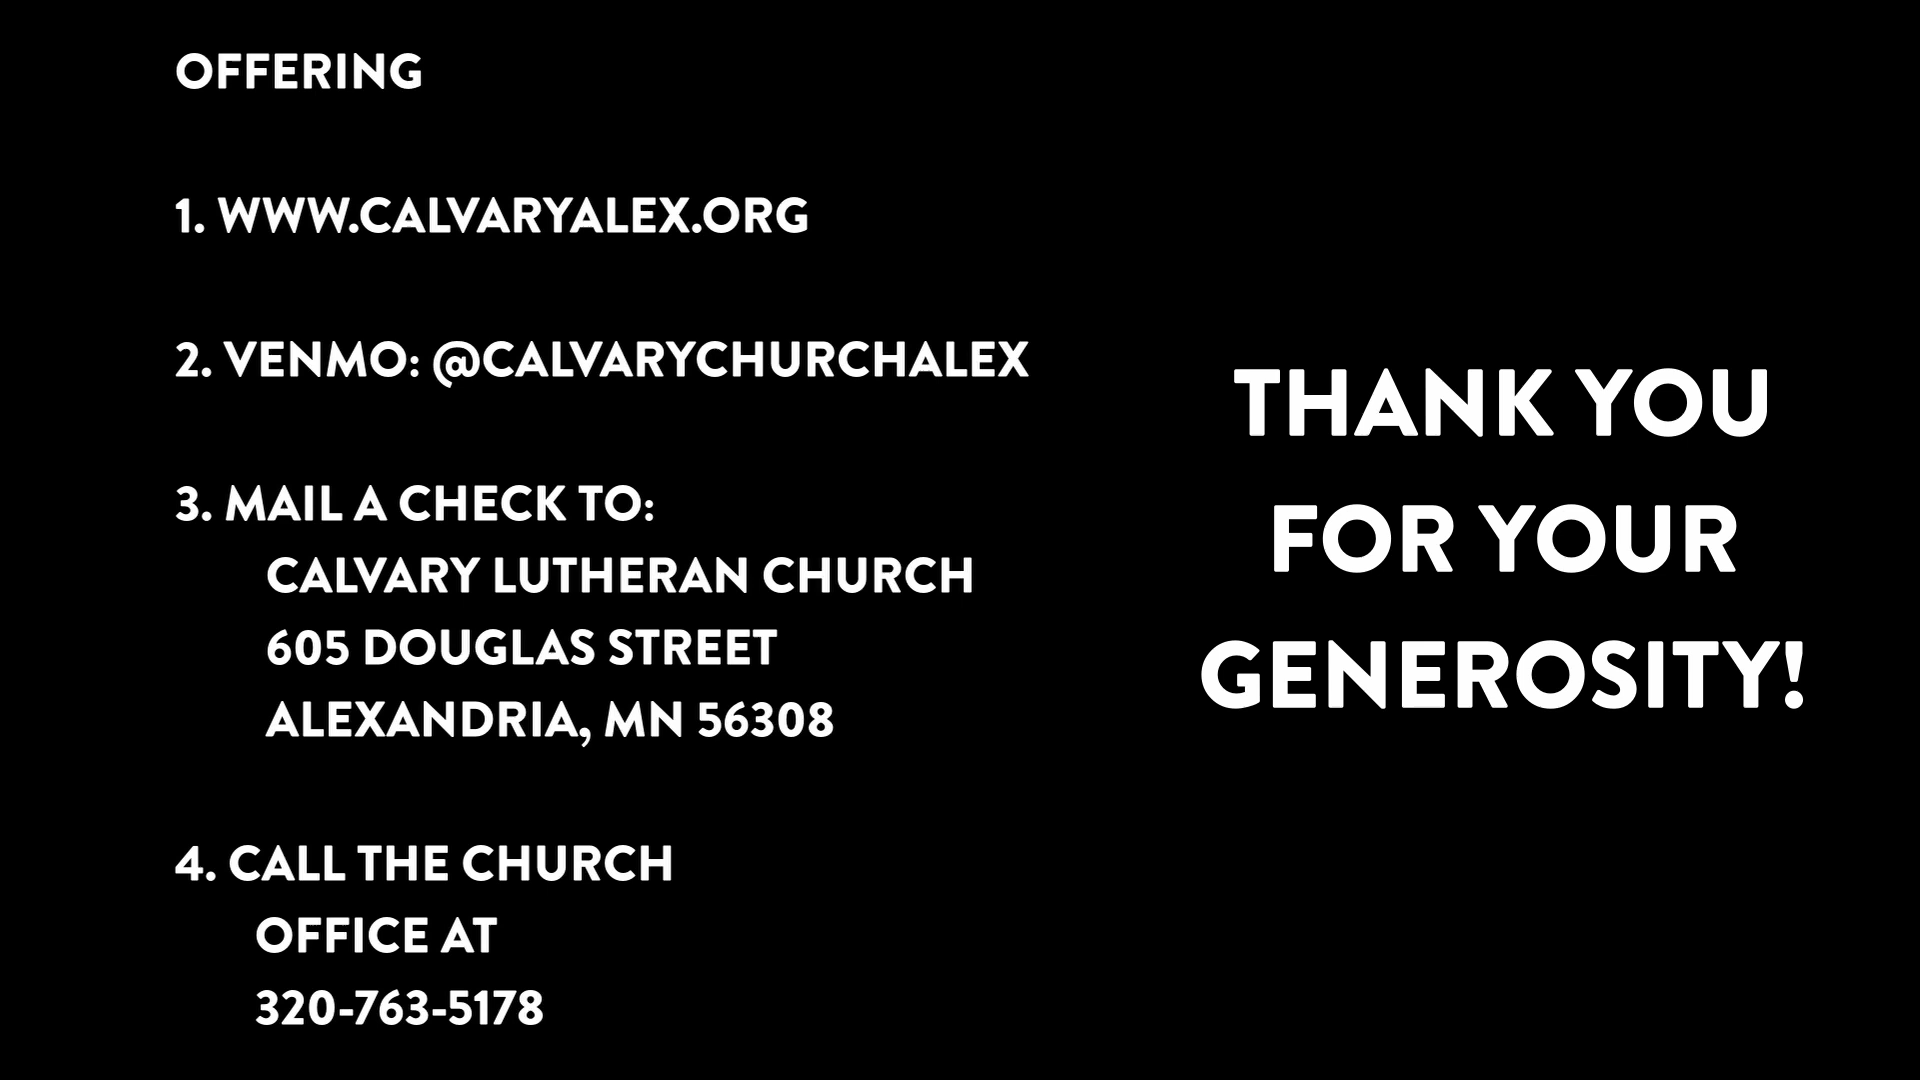 OFFERING
1. WWW.CALVARYALEX.ORG
2. VENMO: @CALVARYCHURCHALEX
3. MAIL A CHECK TO:
CALVARY LUTHERAN CHURCH
605 DOUGLAS STREET
ALEXANDRIA, MN 56308
4. CALL THE CHURCH
OFFICE AT
320-763-5178
THANK YOU
FOR YOUR
GENEROSITY!